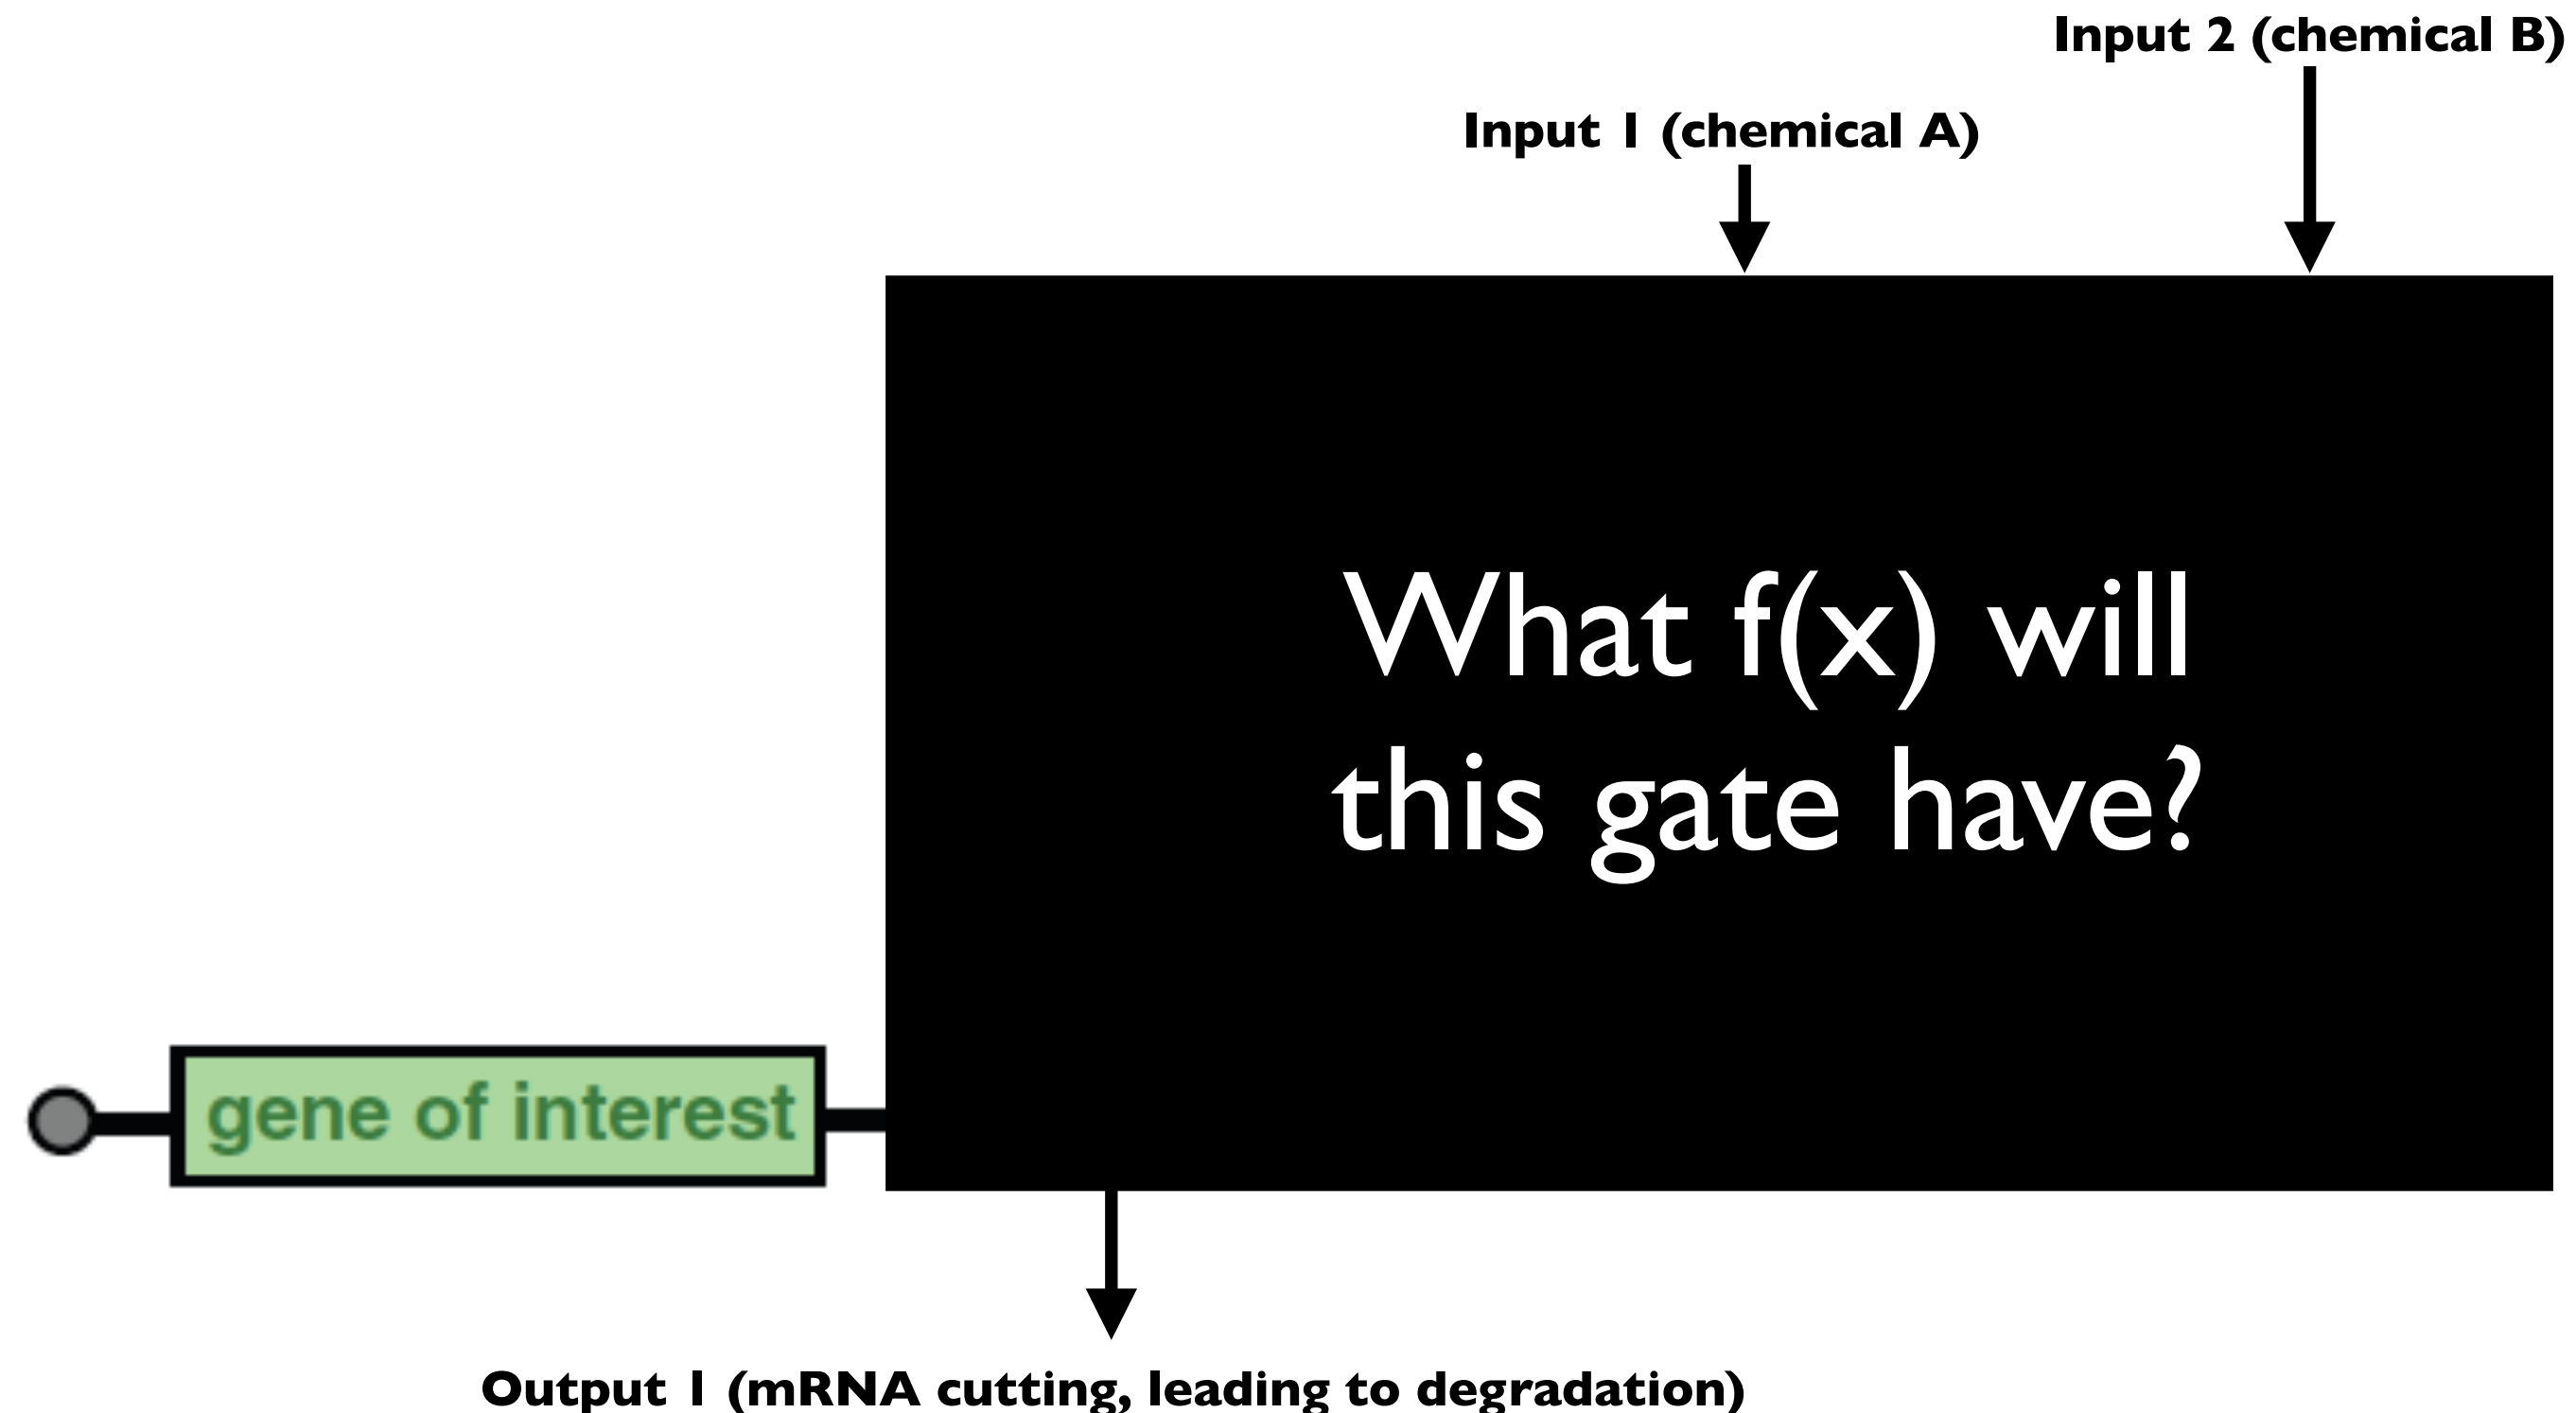 Input 2 (chemical B)
Input 1 (chemical A)
What f(x) will
this gate have?
gene of interest
Output 1 (mRNA cutting, leading to degradation)